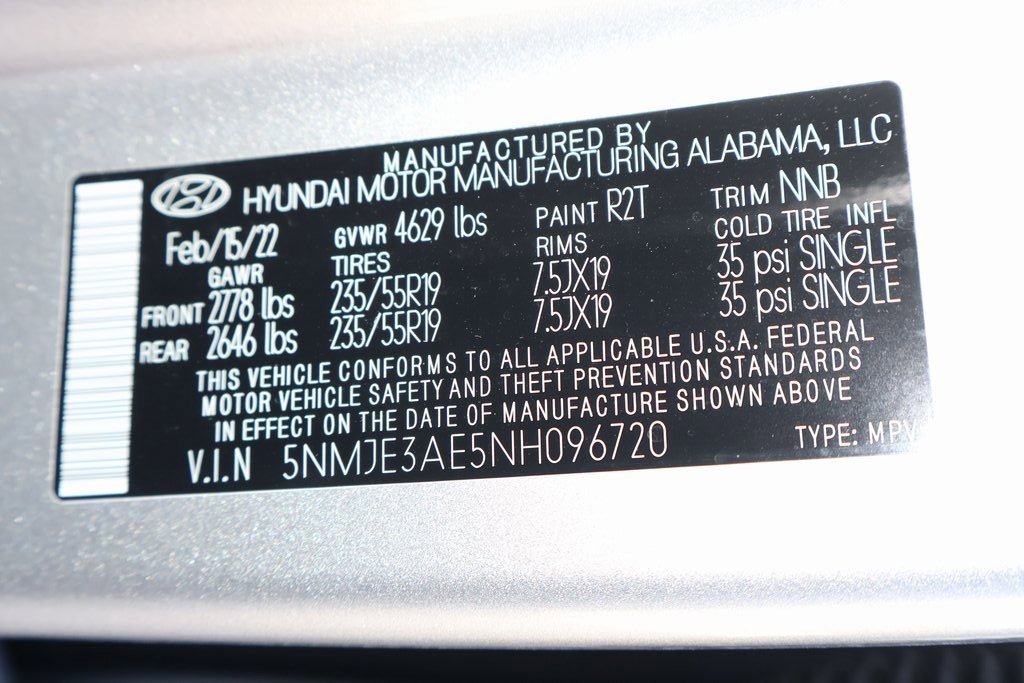 MANUFACTURED BY
HYUNDAI MOTOR MANUFACTURING ALABAMA, LLC
Feb/15/22 GVWR 4629 lbs PAINT R2T TRIM NNB
GAWR TIRES RIMS COLD TIRE INFL
FRONT 2778 lbs 235/55R19 7.5JX19 35 psi SINGLE
REAR 2646 lbs 235/55R19 7.5JX19 35 psi SINGLE
THIS VEHICLE CONFORMS TO ALL APPLICABLE U.S.A. FEDERAL
MOTOR VEHICLE SAFETY AND THEFT PREVENTION STANDARDS
IN EFFECT ON THE DATE OF MANUFACTURE SHOWN ABOVE
V.I.N 5NMJE3AE5NH096720 TYPE: MPV